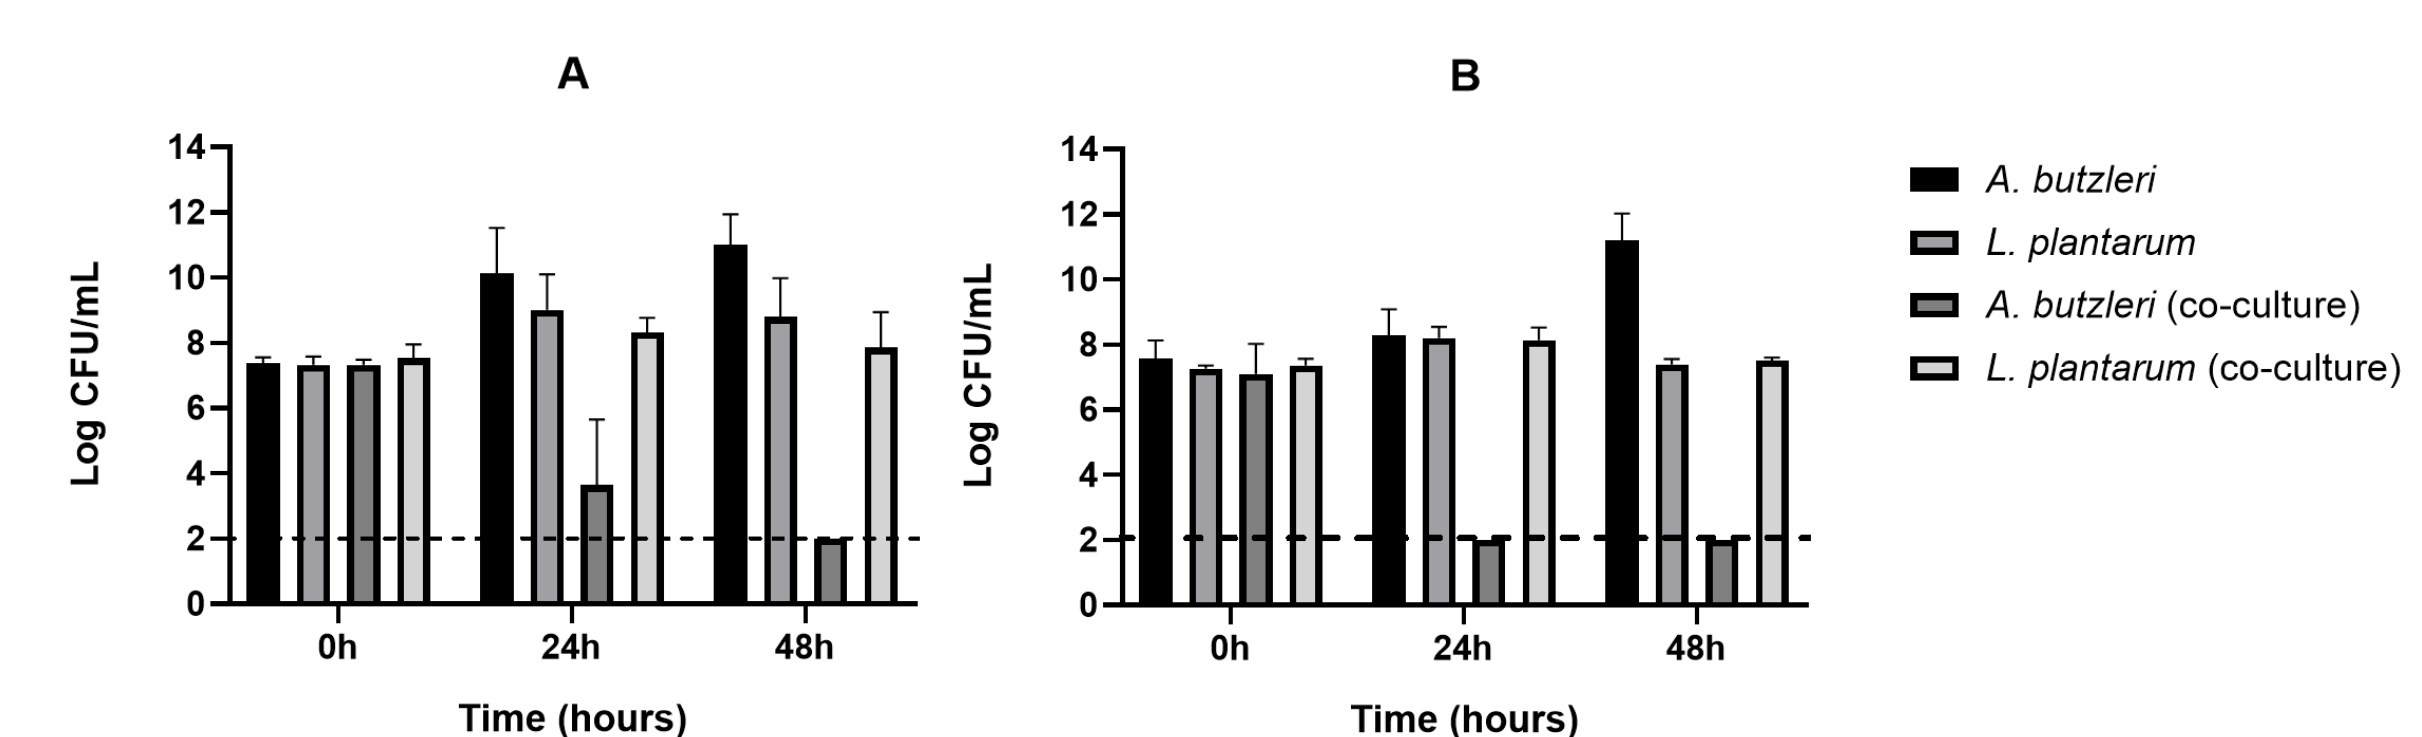 A
14
12
10
8
6
4
2
0
Log CFU/mL
0h
24h
48h
Time (hours)
B
14
12
10
8
6
4
2
0
Log CFU/mL
0h
24h
48h
Time (hours)
A. butzleri
L. plantarum
A. butzleri (co-culture)
L. plantarum (co-culture)